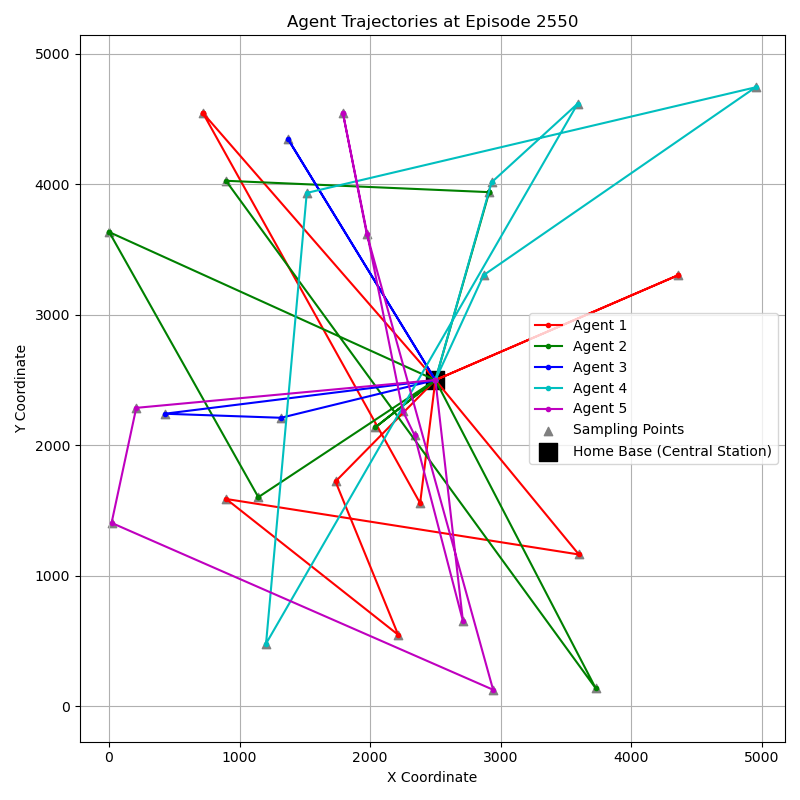 Agent Trajectories at Episode 2550
Y Coordinate
5000
4000
3000
2000
1000
0
Agent 1
Agent 2
Agent 3
Agent 4
Agent 5
Sampling Points
Home Base (Central Station)
0 1000 2000 3000 4000 5000
X Coordinate